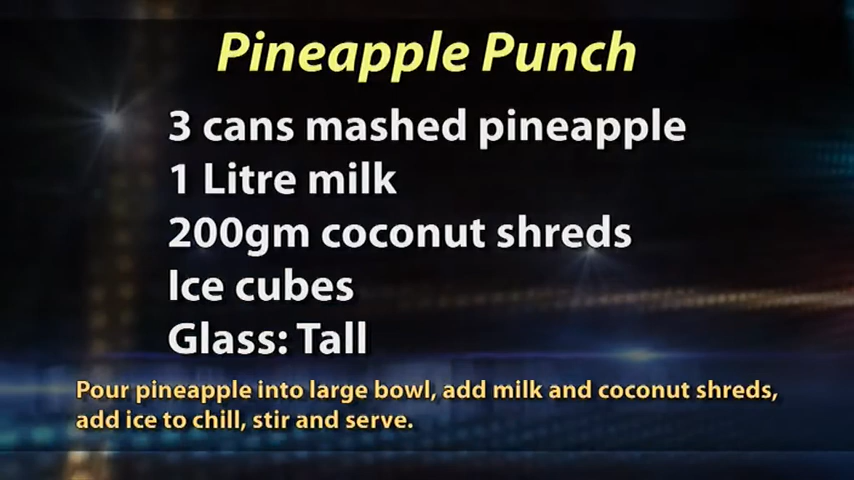 Pineapple Punch
3 cans mashed pineapple
1 Litre milk
200gm coconut shreds
Ice cubes
Glass: Tall
Pour pineapple into large bowl, add milk and coconut shreds,
add ice to chill, stir and serve.